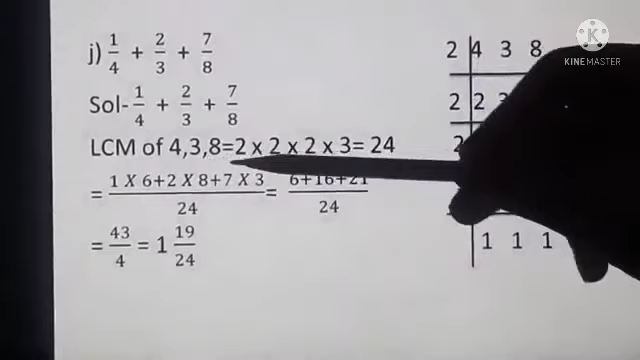 j) 1/4 + 2/3 + 7/8
Sol- 1/4 + 2/3 + 7/8
LCM of 4,3,8=2 x 2 x 2 x 3= 24
= (1 X 6+2 X 8+7 X 3)/24 = (6+16+21)/24
= 43/4 = 1 19/24
2 | 4 3 8
2 | 2 3
2
1 1 1
KINEMASTER